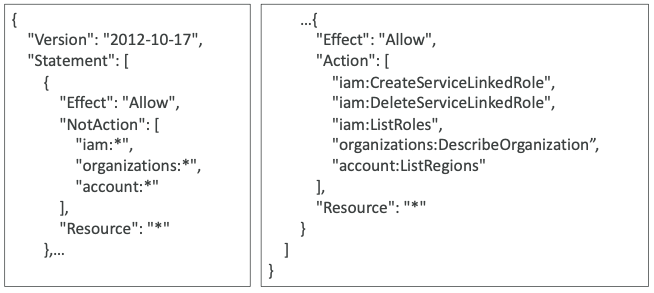 {
"Version": "2012-10-17",
"Statement": [
{
"Effect": "Allow",
"NotAction": [
"iam:*",
"organizations:*",
"account:*"
],
"Resource": "*"
},...
...{
"Effect": "Allow",
"Action": [
"iam:CreateServiceLinkedRole",
"iam:DeleteServiceLinkedRole",
"iam:ListRoles",
"organizations:DescribeOrganization”,
"account:ListRegions"
],
"Resource": "*"
}
]
}